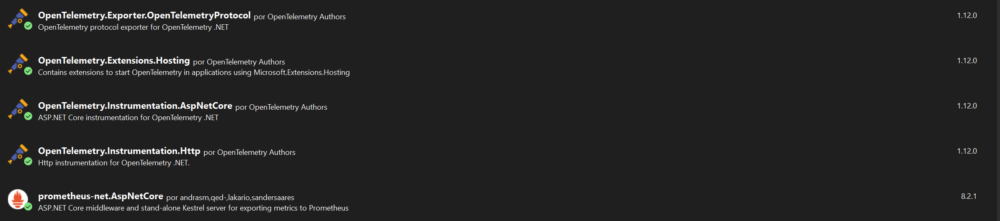 OpenTelemetry.Exporter.OpenTelemetryProtocol por OpenTelemetry Authors 1.12.0
OpenTelemetry protocol exporter for OpenTelemetry .NET
OpenTelemetry.Extensions.Hosting por OpenTelemetry Authors 1.12.0
Contains extensions to start OpenTelemetry in applications using Microsoft.Extensions.Hosting
OpenTelemetry.Instrumentation.AspNetCore por OpenTelemetry Authors 1.12.0
ASP.NET Core instrumentation for OpenTelemetry .NET
OpenTelemetry.Instrumentation.Http por OpenTelemetry Authors 1.12.0
Http instrumentation for OpenTelemetry .NET.
prometheus-net.AspNetCore por andrasm,qed-,lakario,sandersaares 8.2.1
ASP.NET Core middleware and stand-alone Kestrel server for exporting metrics to Prometheus